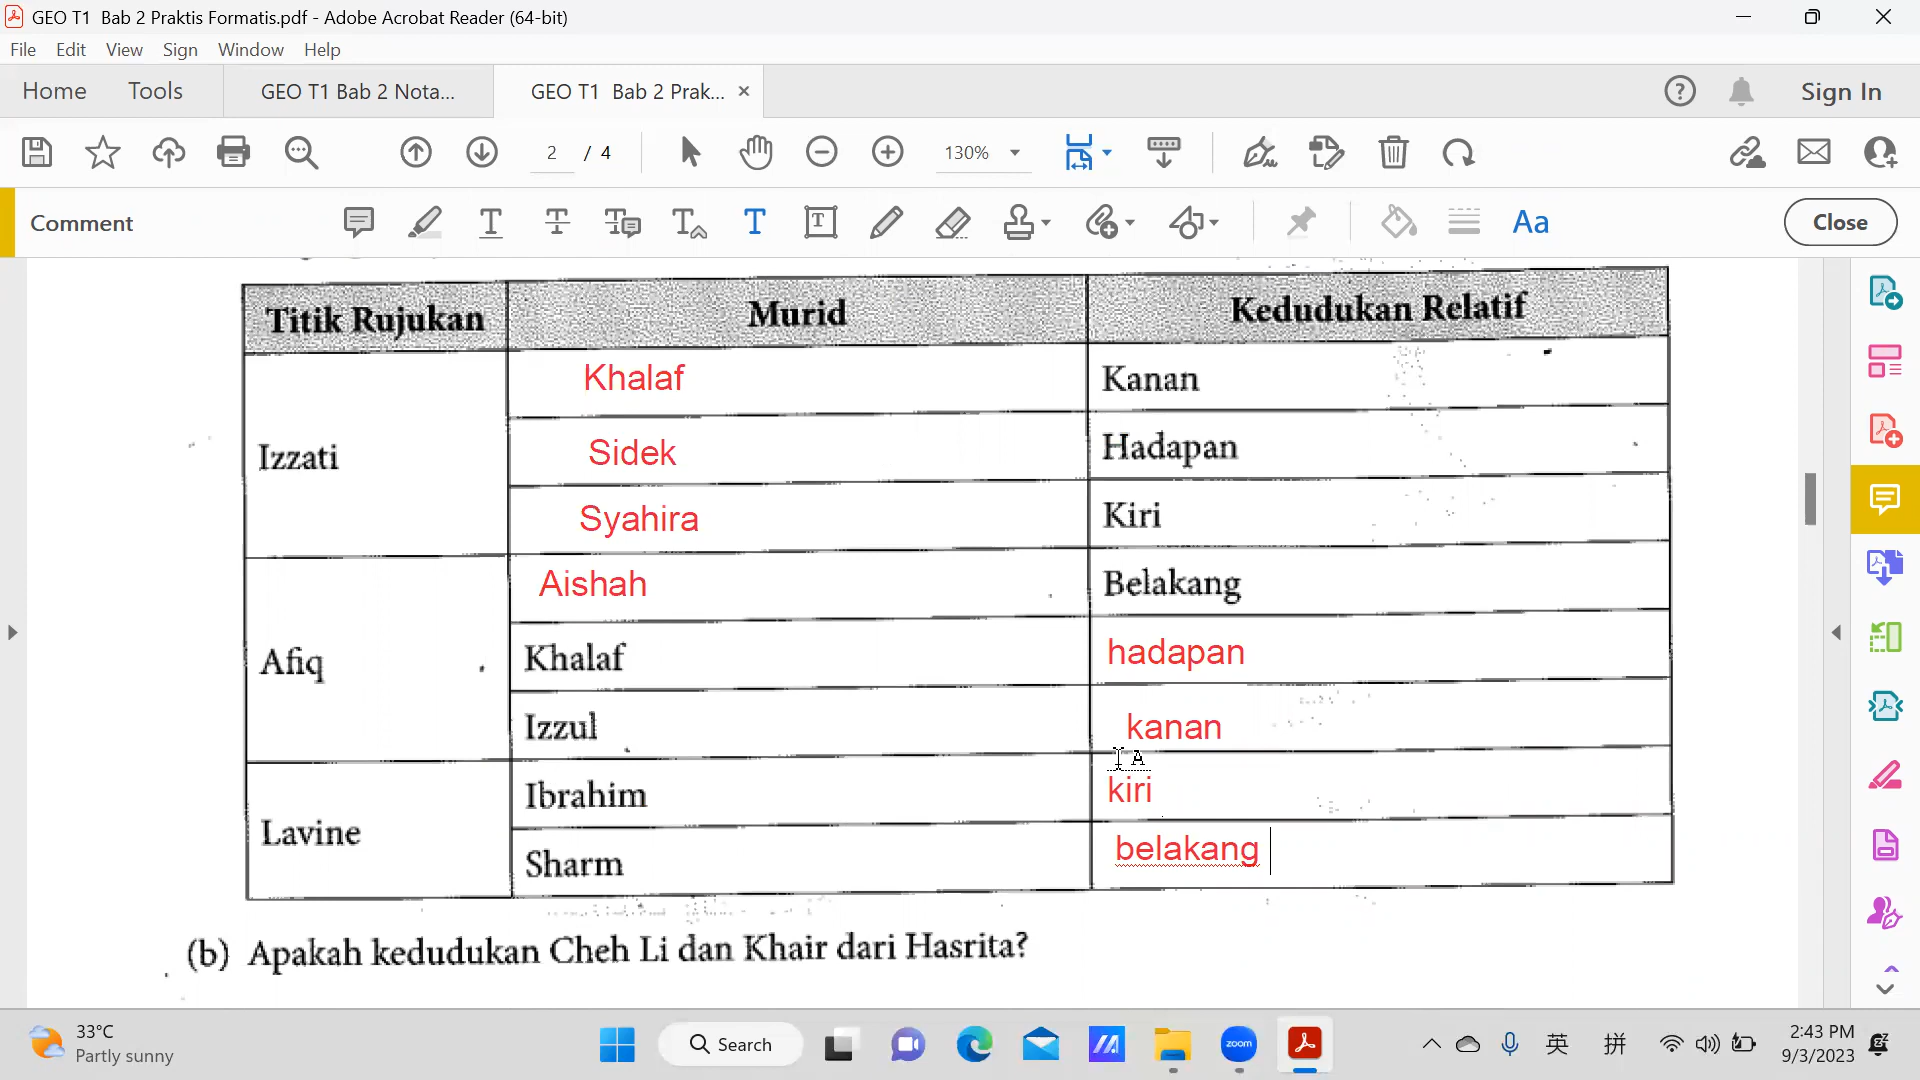 GEO T1 Bab 2 Praktis Formatis.pdf - Adobe Acrobat Reader (64-bit)
File Edit View Sign Window Help
Home Tools GEO T1 Bab 2 Nota... GEO T1 Bab 2 Prak... × Sign In
2 / 4 130%
Comment Aa Close
Titik Rujukan Murid Kedudukan Relatif
Izzati Khalaf Kanan
Sidek Hadapan
Syahira Kiri
Afiq Aishah Belakang
Khalaf hadapan
Izzul kanan
Lavine Ibrahim kiri
Sharm belakang
(b) Apakah kedudukan Cheh Li dan Khair dari Hasrita?
33°C
Partly sunny
Search
zoom
英 拼
2:43 PM
9/3/2023